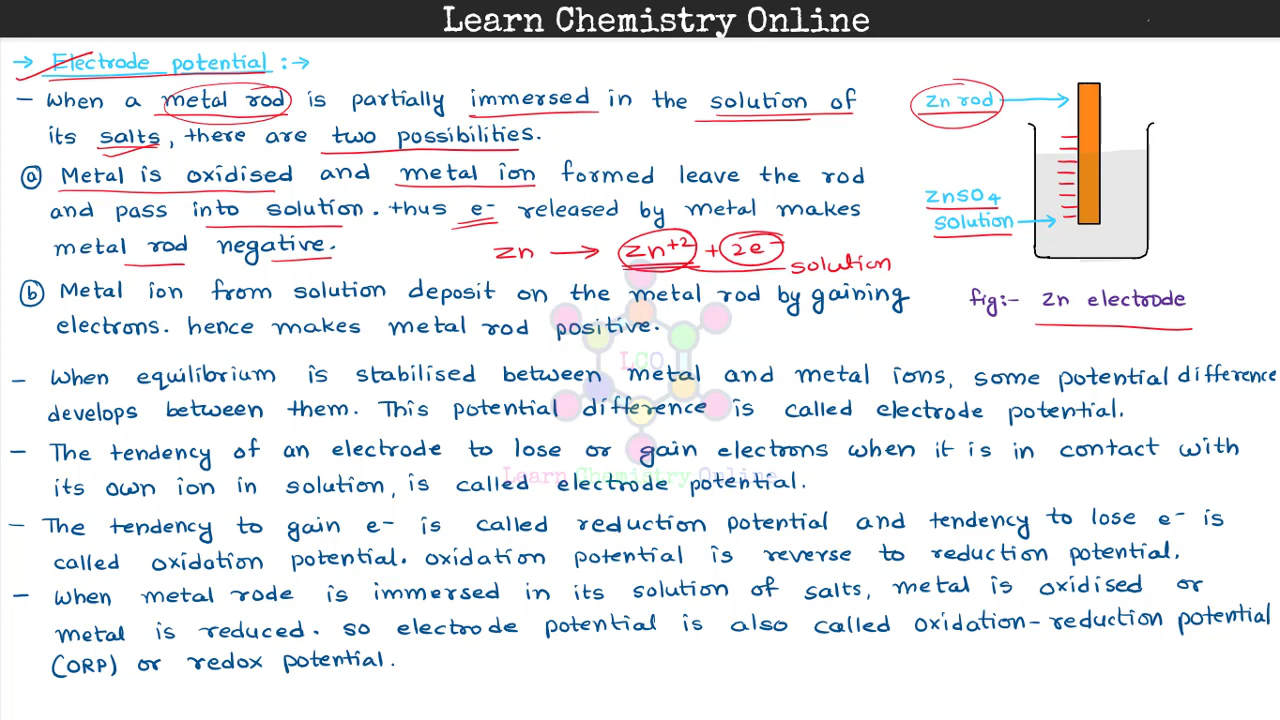 Learn Chemistry Online
→ Electrode potential :→
- When a metal rod is partially immersed in the solution of
its salts, there are two possibilities.
ⓐ Metal is oxidised and metal ion formed leave the rod
and pass into solution. thus e- released by metal makes
metal rod negative.
Zn → Zn+2 + 2e-
solution
ⓑ Metal ion from solution deposit on the metal rod by gaining
electrons. hence makes metal rod positive.
Zn rod
ZnSO4
solution
fig:- Zn electrode
- When equilibrium is stabilised between metal and metal ions, some potential difference
develops between them. This potential difference is called electrode potential.
- The tendency of an electrode to lose or gain electrons when it is in contact with
its own ion in solution, is called electrode potential.
- The tendency to gain e- is called reduction potential and tendency to lose e- is
called oxidation potential. oxidation potential is reverse to reduction potential.
- When metal rode is immersed in its solution of salts, metal is oxidised or
metal is reduced. so electrode potential is also called oxidation-reduction potential
(ORP) or redox potential.
LCO
Learn Chemistry Online